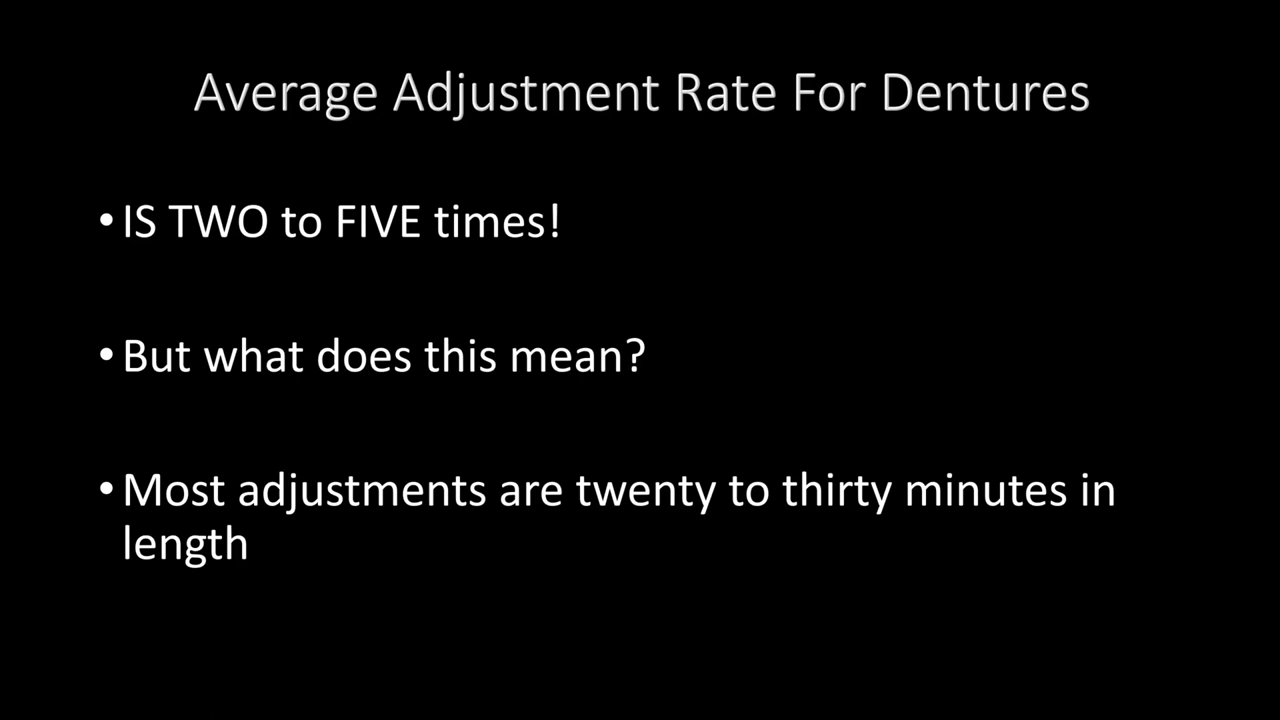 Average Adjustment Rate For Dentures
•IS TWO to FIVE times!
•But what does this mean?
•Most adjustments are twenty to thirty minutes in
length